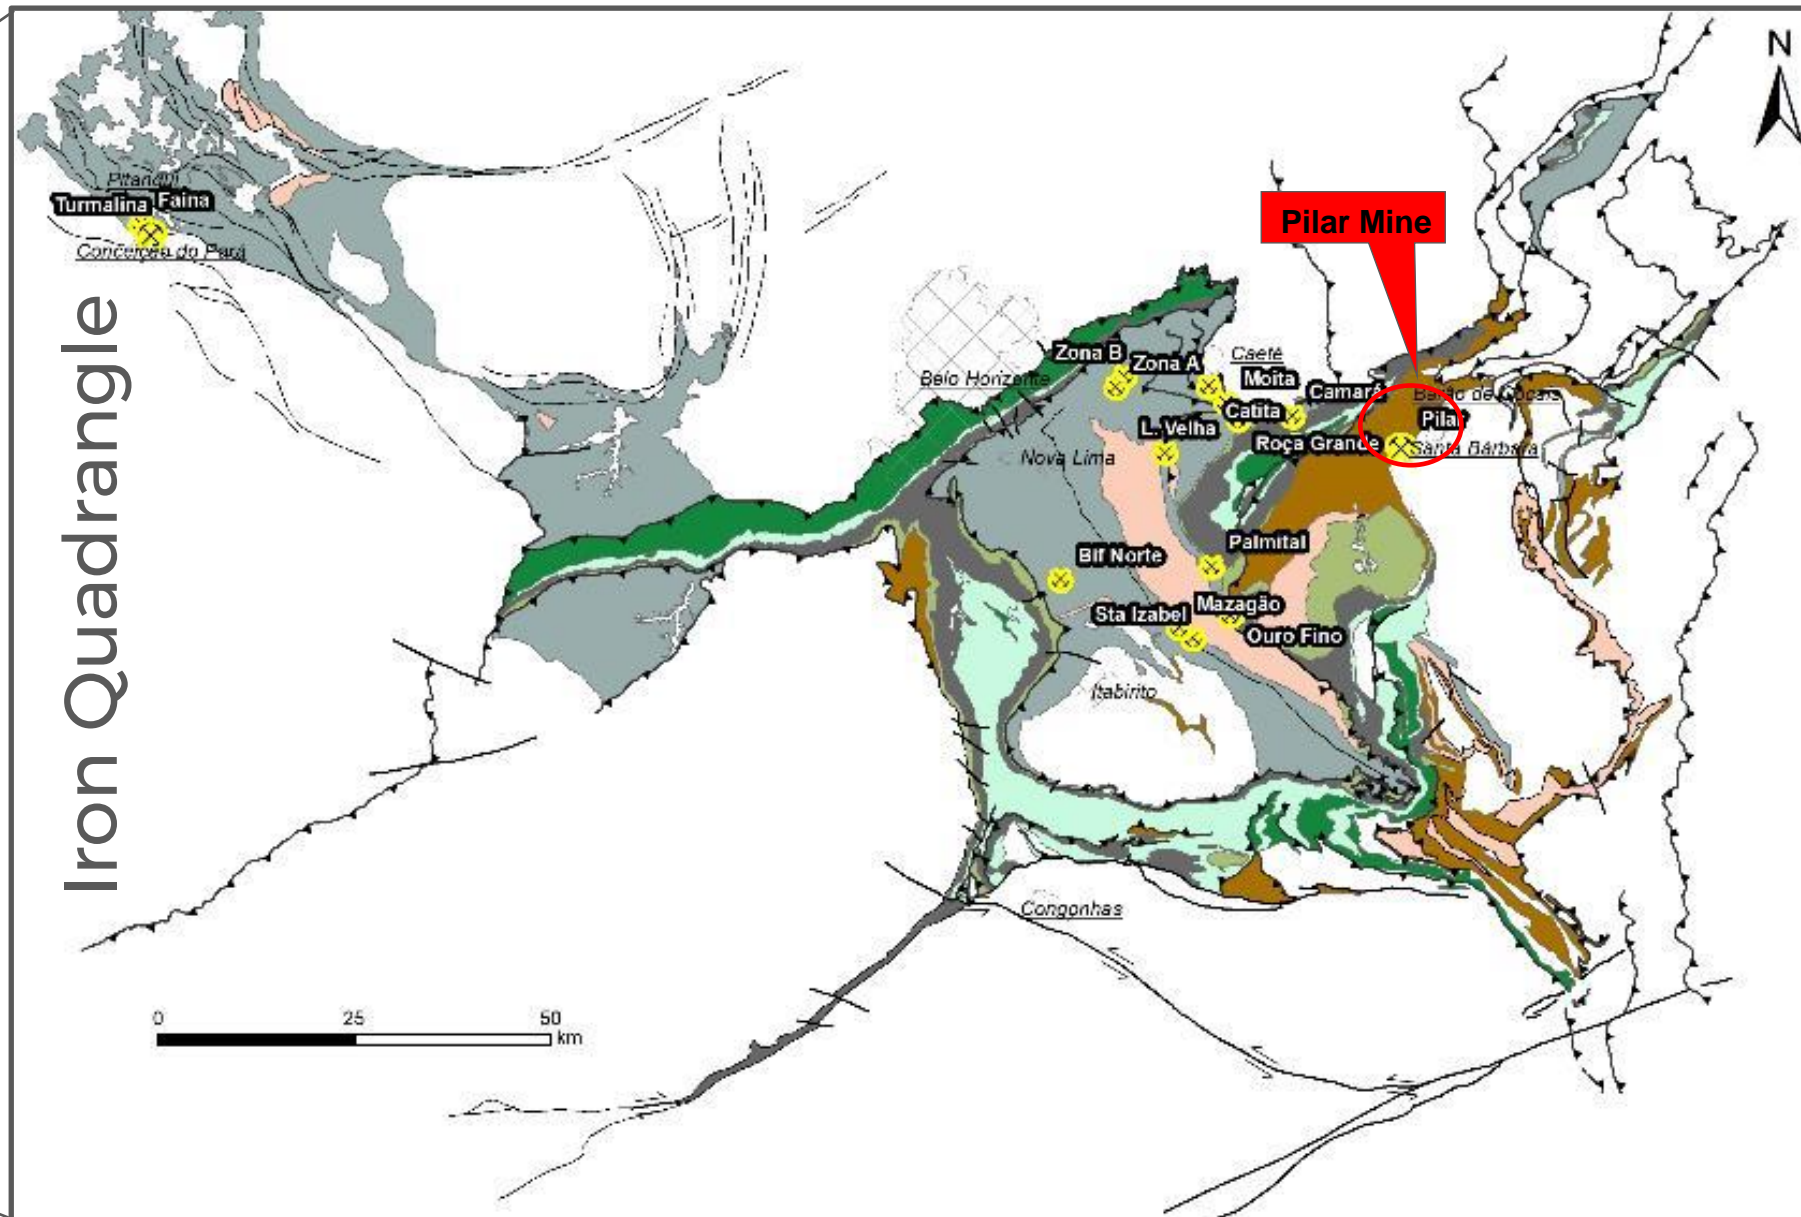 Iron Quadrangle
N
Pilar Mine
Pitangui
Turmalina
Faina
Conceição do Pará
Zona B
Zona A
Caeté
Belo Horizonte
Moita
Camará
Barão de Cocais
Catita
Pilar
L. Velha
Roça Grande
Santa Bárbara
Nova Lima
Palmital
Bif Norte
Mazagão
Sta Izabel
Ouro Fino
Itabirito
Congonhas
0 25 50
km